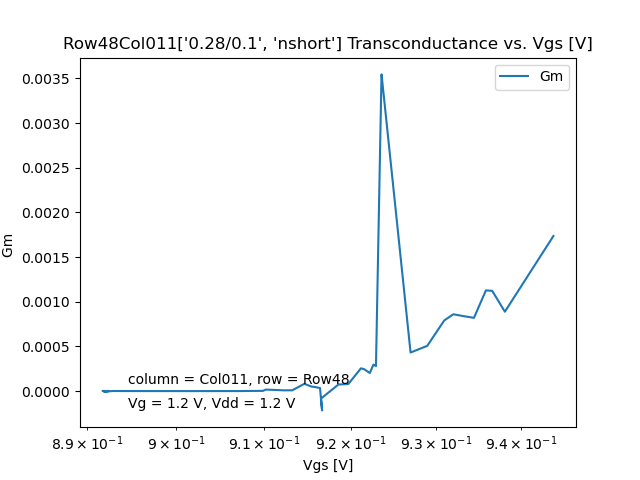 Row48Col011['0.28/0.1', 'nshort'] Transconductance vs. Vgs [V]
Gm
0.0035
0.0030
0.0025
0.0020
0.0015
0.0010
0.0005
0.0000
Gm
column = Col011, row = Row48
Vg = 1.2 V, Vdd = 1.2 V
8.9 × 10⁻¹ 9 × 10⁻¹ 9.1 × 10⁻¹ 9.2 × 10⁻¹ 9.3 × 10⁻¹ 9.4 × 10⁻¹
Vgs [V]